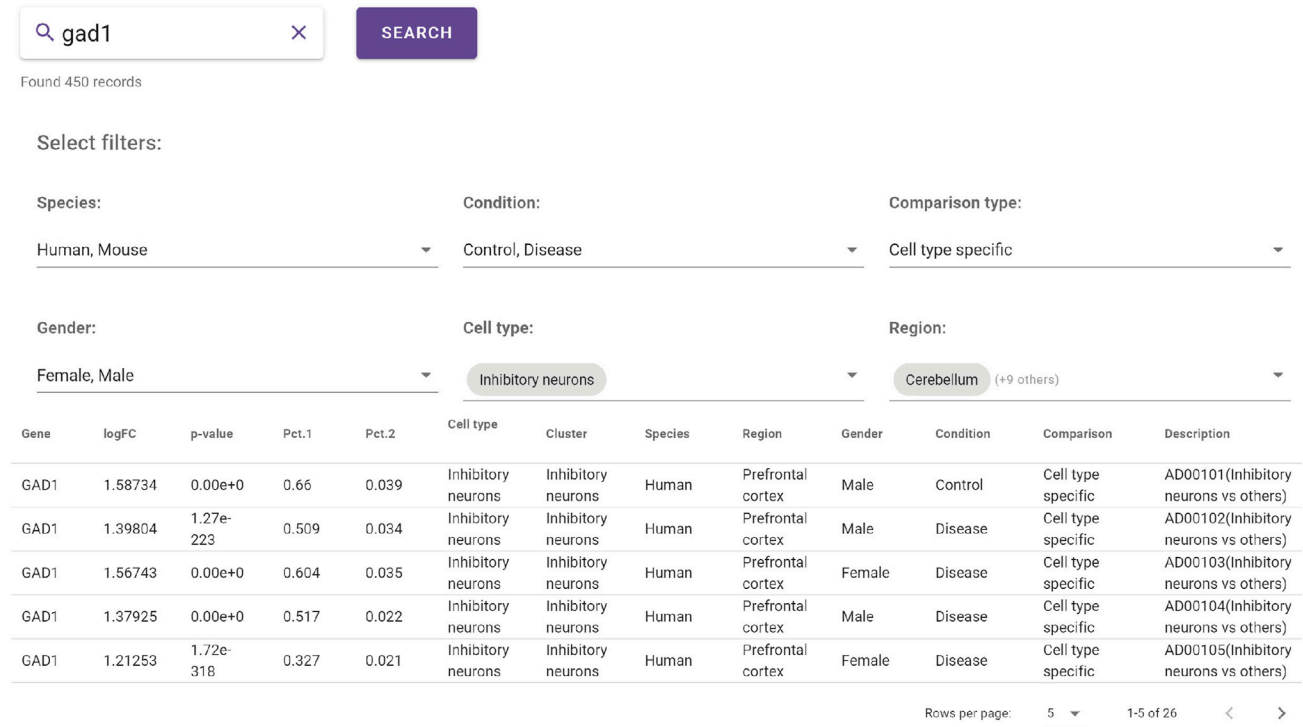 gad1
SEARCH
Found 450 records
Select filters:
Species: Condition: Comparison type:
Human, Mouse Control, Disease Cell type specific
Gender: Cell type: Region:
Female, Male Inhibitory neurons Cerebellum (+9 others)
Gene logFC p-value Pct.1 Pct.2 Cell type Cluster Species Region Gender Condition Comparison Description
Inhibitory Inhibitory Prefrontal Cell type AD00101(Inhibitory
GAD1 1.58734 0.00e+0 0.66 0.039 Human Male Control
neurons neurons cortex specific neurons vs others)
1.27e- Inhibitory Inhibitory Prefrontal Cell type AD00102(Inhibitory
GAD1 1.39804 0.509 0.034 Human Male Disease
223 neurons neurons cortex specific neurons vs others)
Inhibitory Inhibitory Prefrontal Cell type AD00103(Inhibitory
GAD1 1.56743 0.00e+0 0.604 0.035 Human Female Disease
neurons neurons cortex specific neurons vs others)
Inhibitory Inhibitory Prefrontal Cell type AD00104(Inhibitory
GAD1 1.37925 0.00e+0 0.517 0.022 Human Male Disease
neurons neurons cortex specific neurons vs others)
1.72e- Inhibitory Inhibitory Prefrontal Cell type AD00105(Inhibitory
GAD1 1.21253 0.327 0.021 Human Female Disease
318 neurons neurons cortex specific neurons vs others)
Rows per page: 5 1-5 of 26